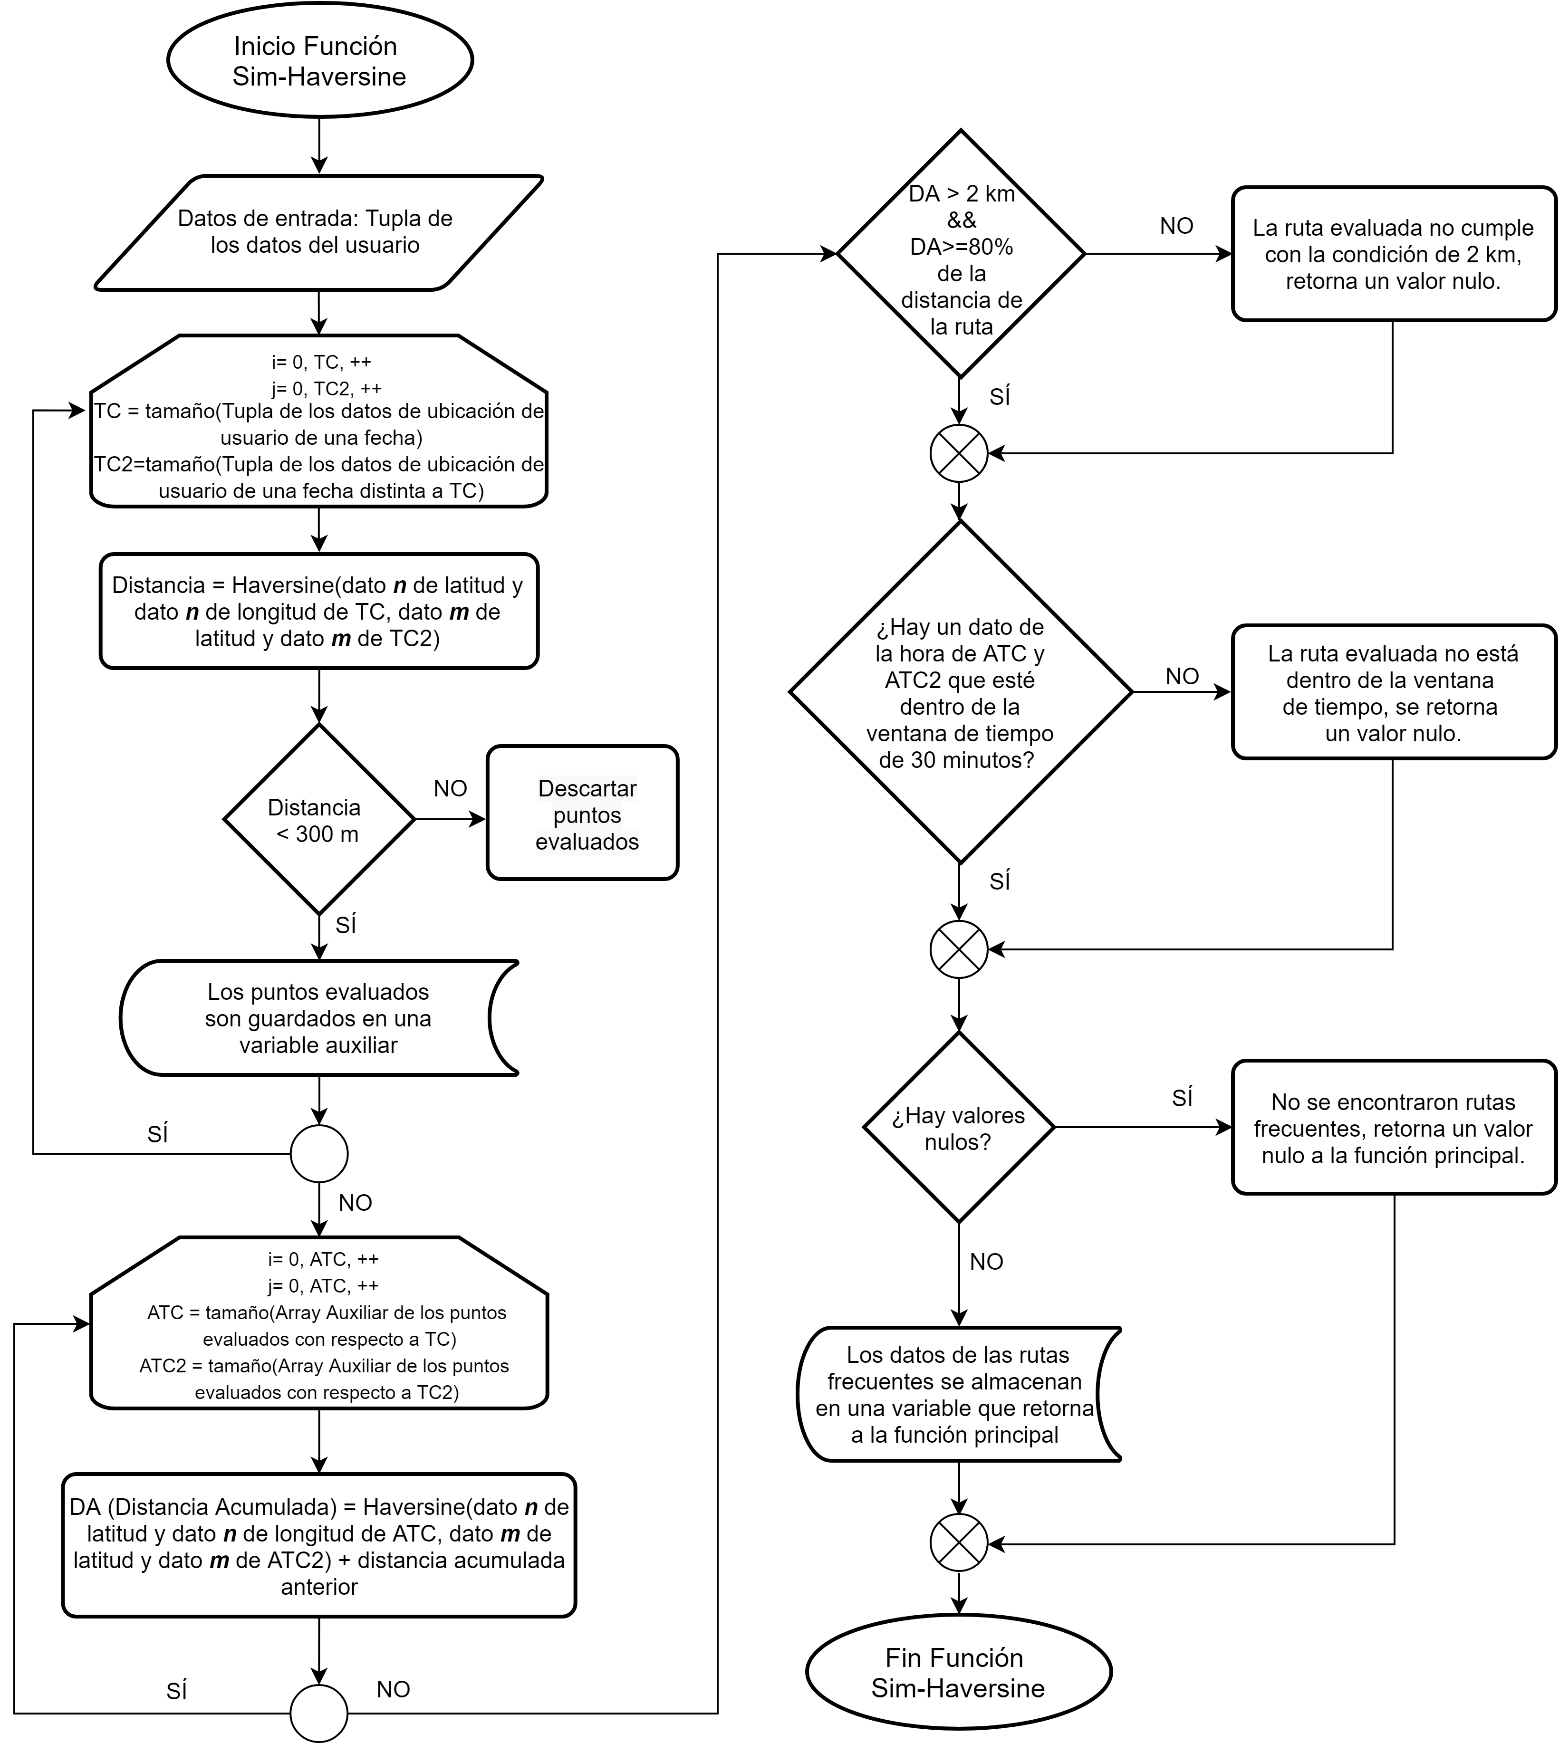 Inicio Función
Sim-Haversine
Datos de entrada: Tupla de
los datos del usuario
i= 0, TC, ++
j= 0, TC2, ++
TC = tamaño(Tupla de los datos de ubicación de
usuario de una fecha)
TC2=tamaño(Tupla de los datos de ubicación de
usuario de una fecha distinta a TC)
Distancia = Haversine(dato n de latitud y
dato n de longitud de TC, dato m de
latitud y dato m de TC2)
Distancia
< 300 m
NO
Descartar
puntos
evaluados
SÍ
Los puntos evaluados
son guardados en una
variable auxiliar
SÍ
NO
i= 0, ATC, ++
j= 0, ATC, ++
ATC = tamaño(Array Auxiliar de los puntos
evaluados con respecto a TC)
ATC2 = tamaño(Array Auxiliar de los puntos
evaluados con respecto a TC2)
DA (Distancia Acumulada) = Haversine(dato n de
latitud y dato n de longitud de ATC, dato m de
latitud y dato m de ATC2) + distancia acumulada
anterior
SÍ
NO
DA > 2 km
&&
DA>=80%
de la
distancia de
la ruta
NO
La ruta evaluada no cumple
con la condición de 2 km,
retorna un valor nulo.
SÍ
¿Hay un dato de
la hora de ATC y
ATC2 que esté
dentro de la
ventana de tiempo
de 30 minutos?
NO
La ruta evaluada no está
dentro de la ventana
de tiempo, se retorna
un valor nulo.
SÍ
¿Hay valores
nulos?
SÍ
No se encontraron rutas
frecuentes, retorna un valor
nulo a la función principal.
NO
Los datos de las rutas
frecuentes se almacenan
en una variable que retorna
a la función principal
Fin Función
Sim-Haversine